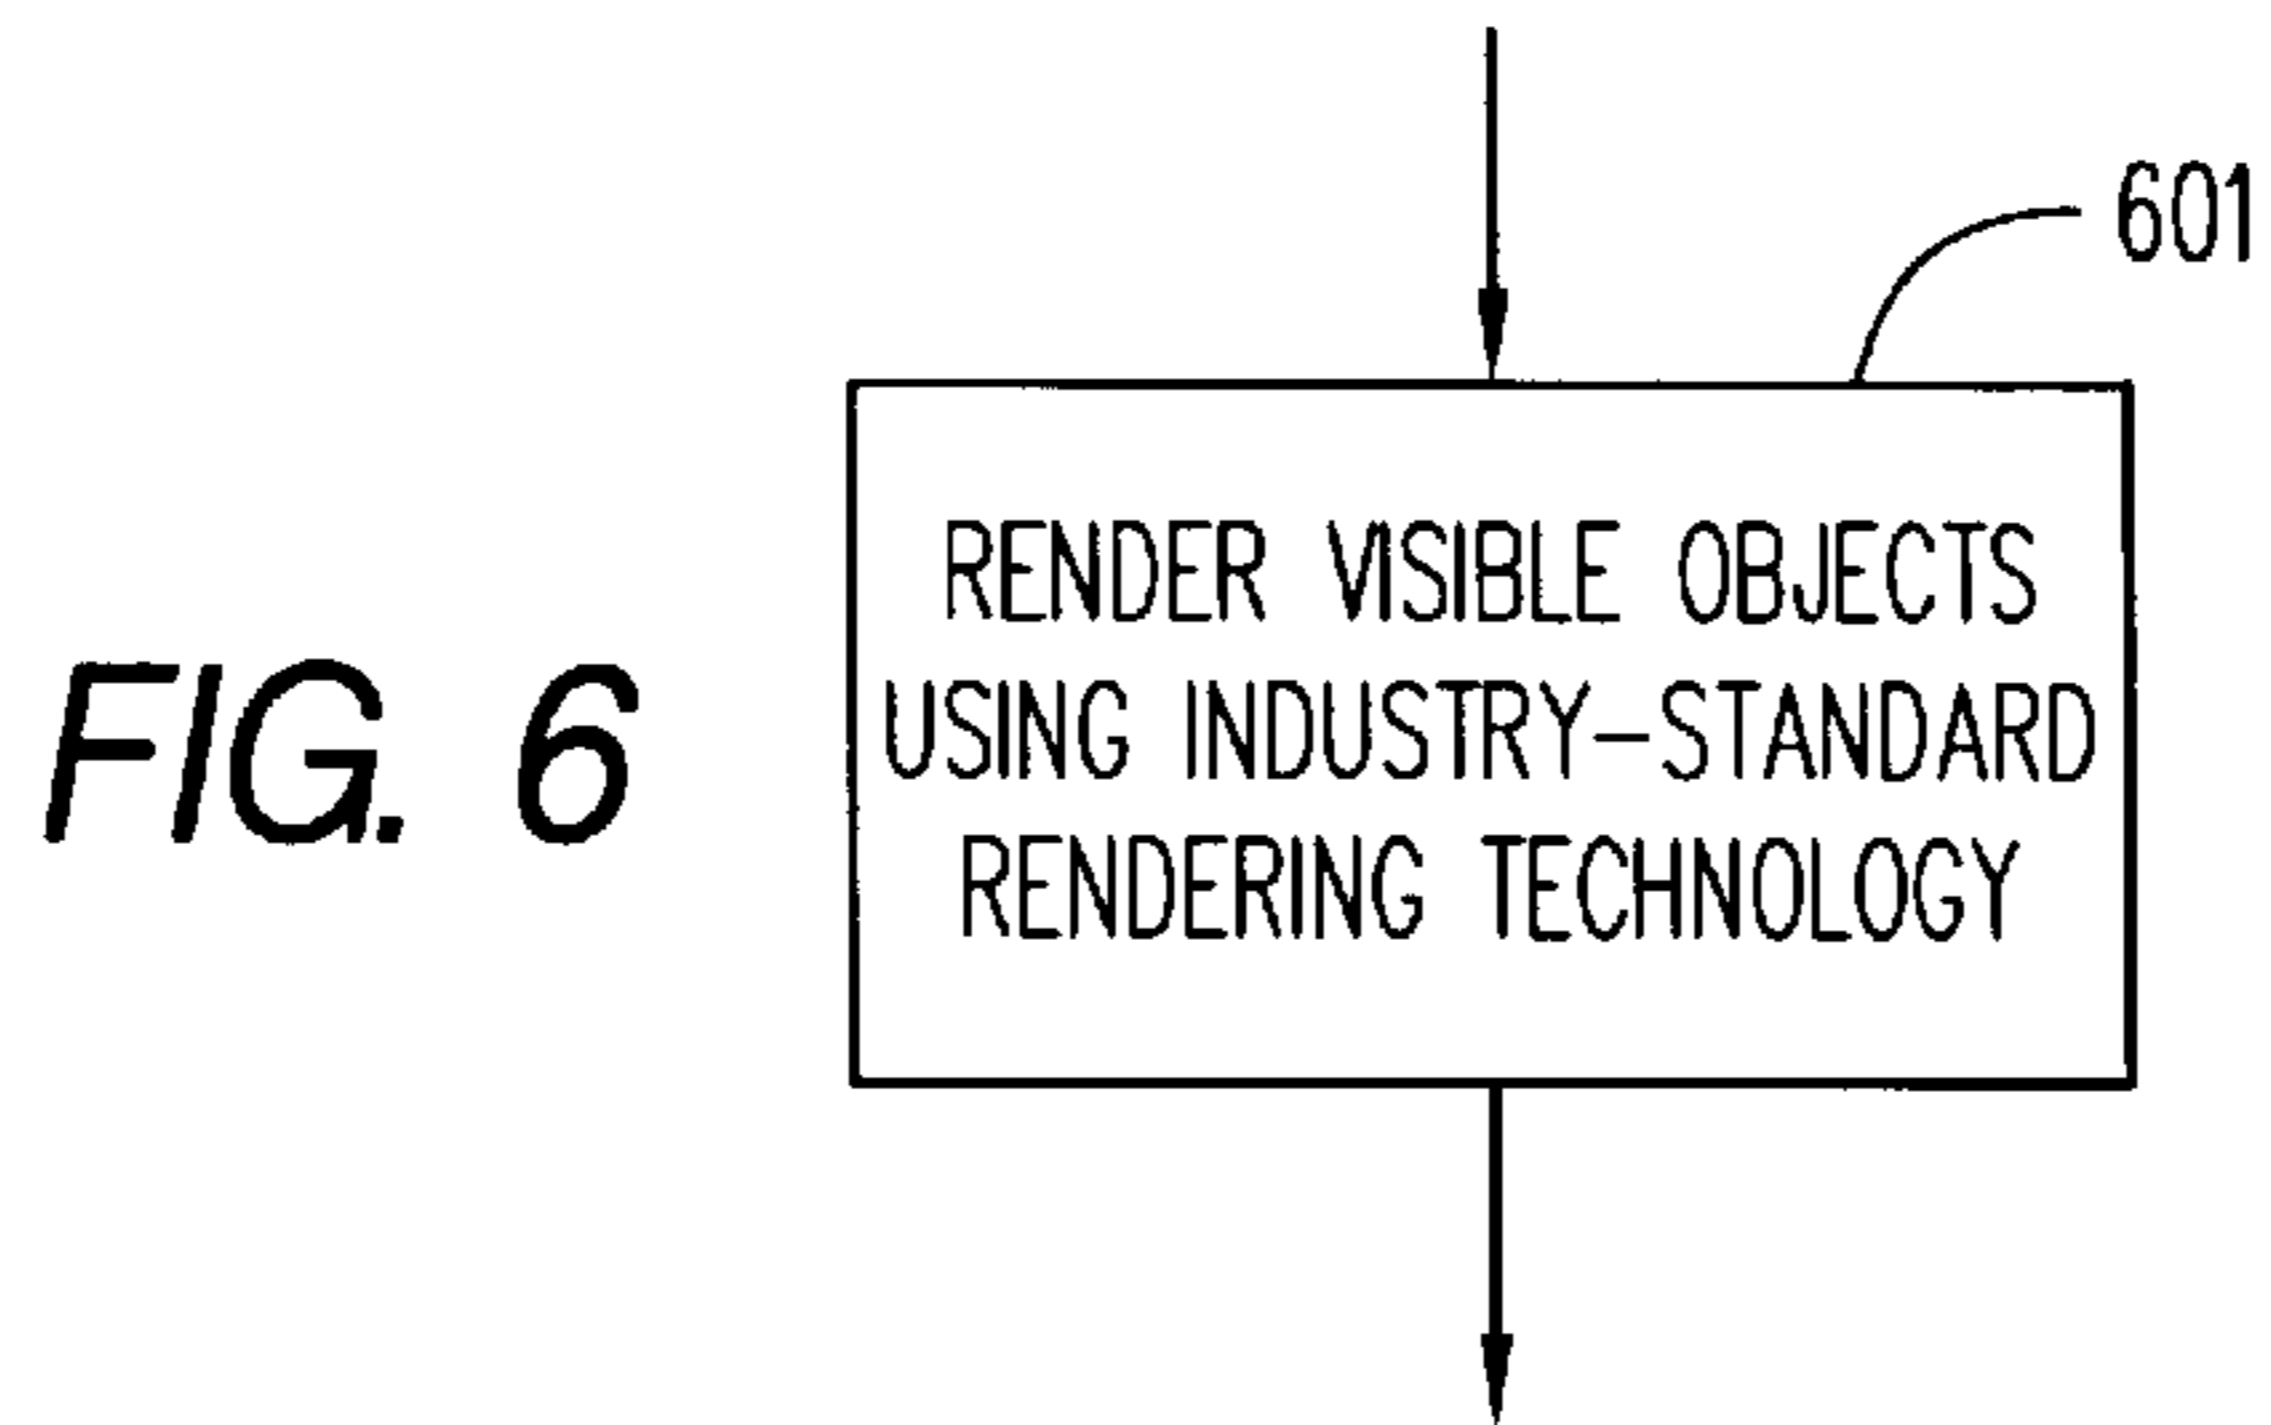 601
RENDER VISIBLE OBJECTS
USING INDUSTRY-STANDARD
RENDERING TECHNOLOGY
FIG. 6